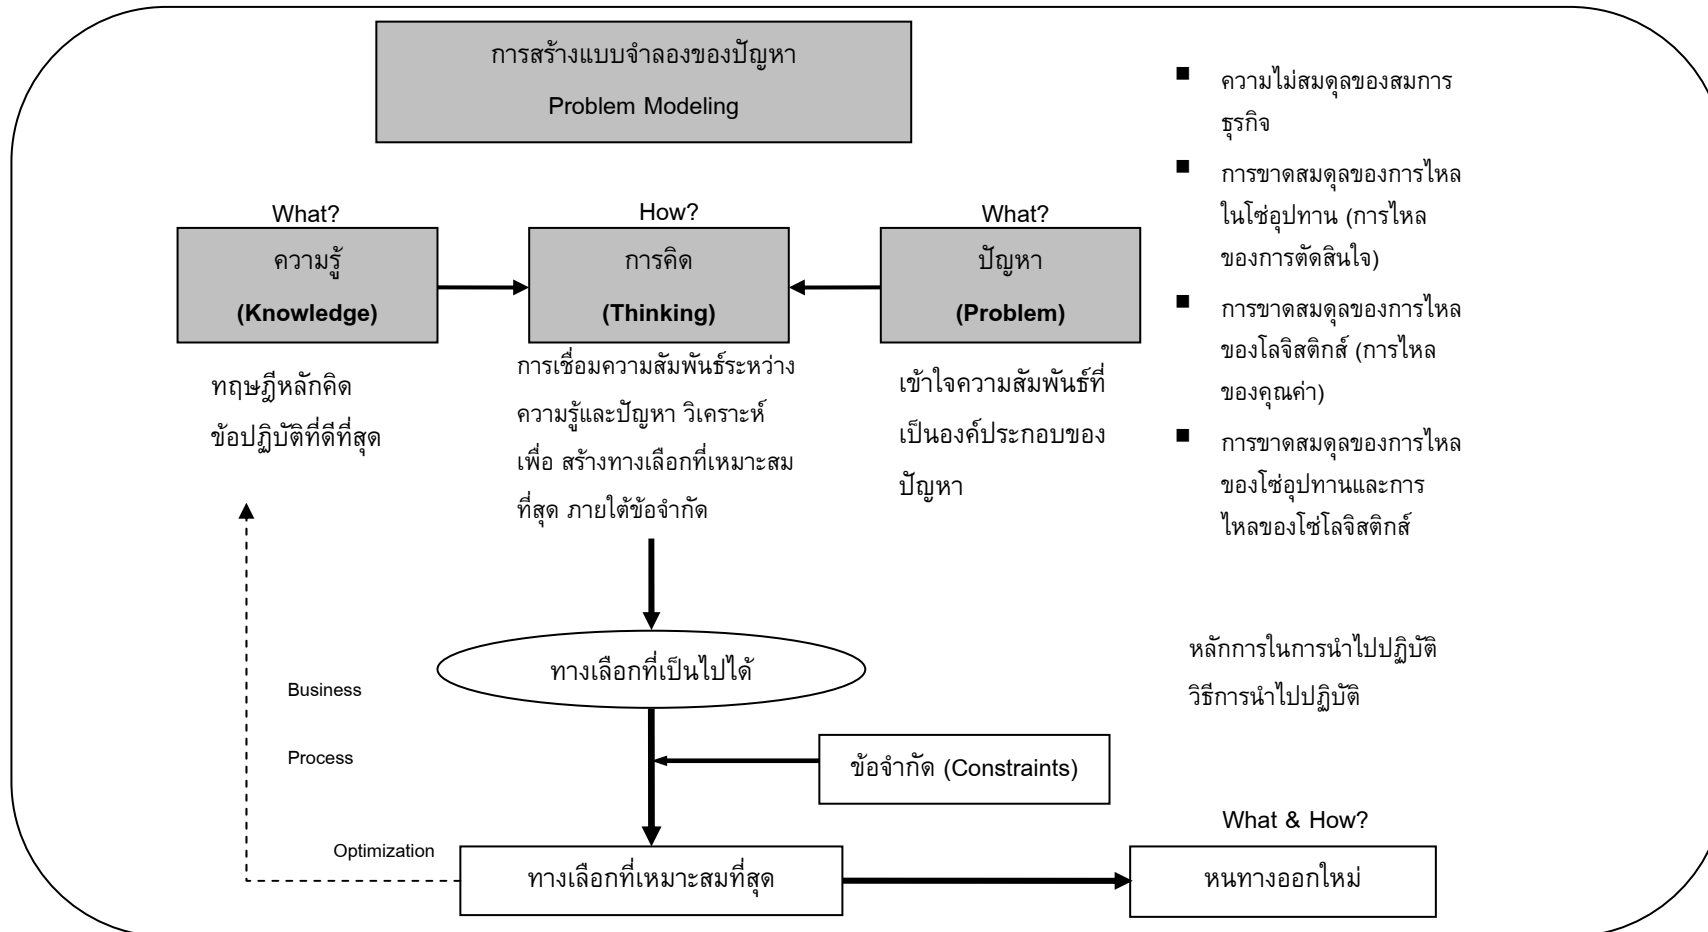 การสร้างแบบจำลองของปัญหา
Problem Modeling
What?
ความรู้
(Knowledge)
ทฤษฎีหลักคิด
ข้อปฏิบัติที่ดีที่สุด
How?
การคิด
(Thinking)
การเชื่อมความสัมพันธ์ระหว่าง
ความรู้และปัญหา วิเคราะห์
เพื่อ สร้างทางเลือกที่เหมาะสม
ที่สุด ภายใต้ข้อจำกัด
What?
ปัญหา
(Problem)
เข้าใจความสัมพันธ์ที่
เป็นองค์ประกอบของ
ปัญหา
■ ความไม่สมดุลของสมการ
ธุรกิจ
■ การขาดสมดุลของการไหล
ในโซ่อุปทาน (การไหล
ของการตัดสินใจ)
■ การขาดสมดุลของการไหล
ของโลจิสติกส์ (การไหล
ของคุณค่า)
■ การขาดสมดุลของการไหล
ของโซ่อุปทานและการ
ไหลของโซ่โลจิสติกส์
ทางเลือกที่เป็นไปได้
หลักการในการนำไปปฏิบัติ
วิธีการนำไปปฏิบัติ
Business
Process
Optimization
ข้อจำกัด (Constraints)
ทางเลือกที่เหมาะสมที่สุด
What & How?
หนทางออกใหม่